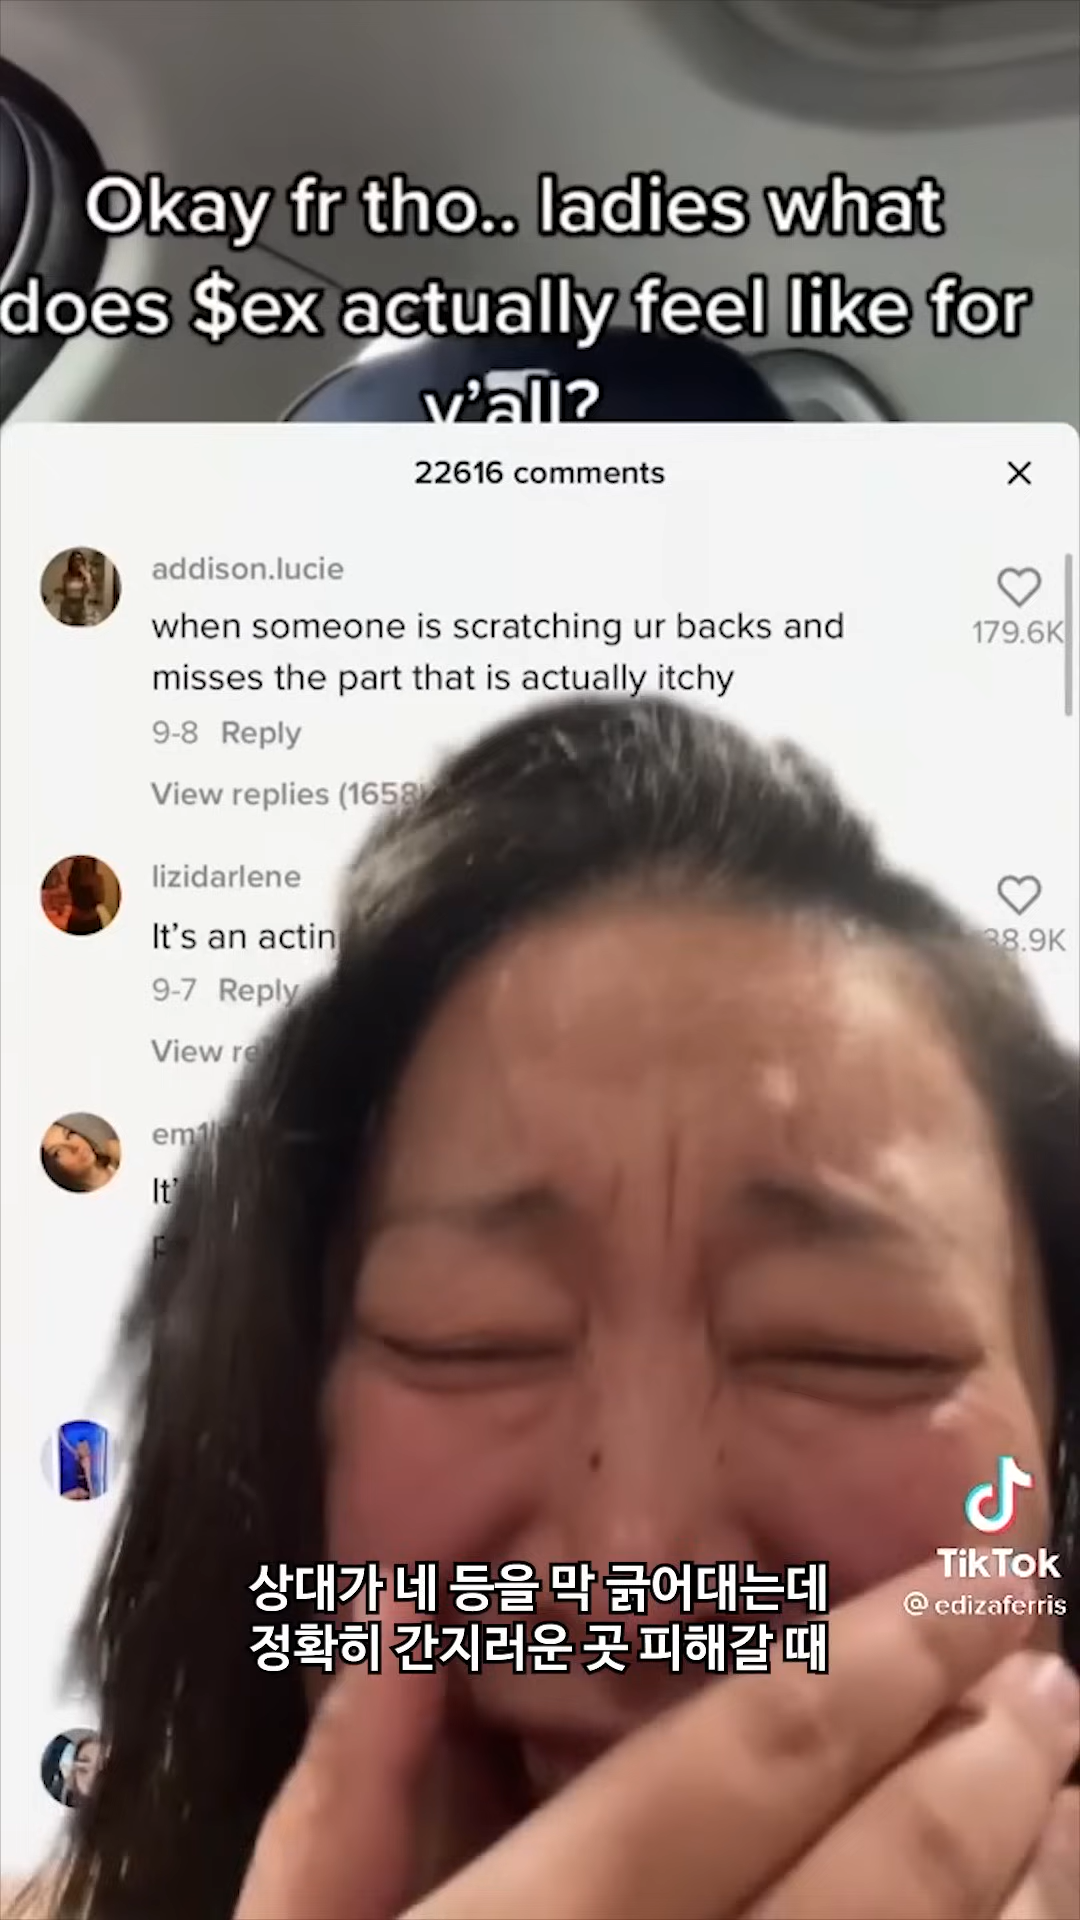 Okay fr tho.. ladies what
does $ex actually feel like for
y'all?
22616 comments
addison.lucie
when someone is scratching ur backs and
misses the part that is actually itchy
179.6K
9-8 Reply
View replies (1658)
lizidarlene
It's an
9-7 Reply
View
TikTok
@edizaferris
상대가 네 등을 막 긁어대는데
정확히 간지러운 곳 피해갈 때